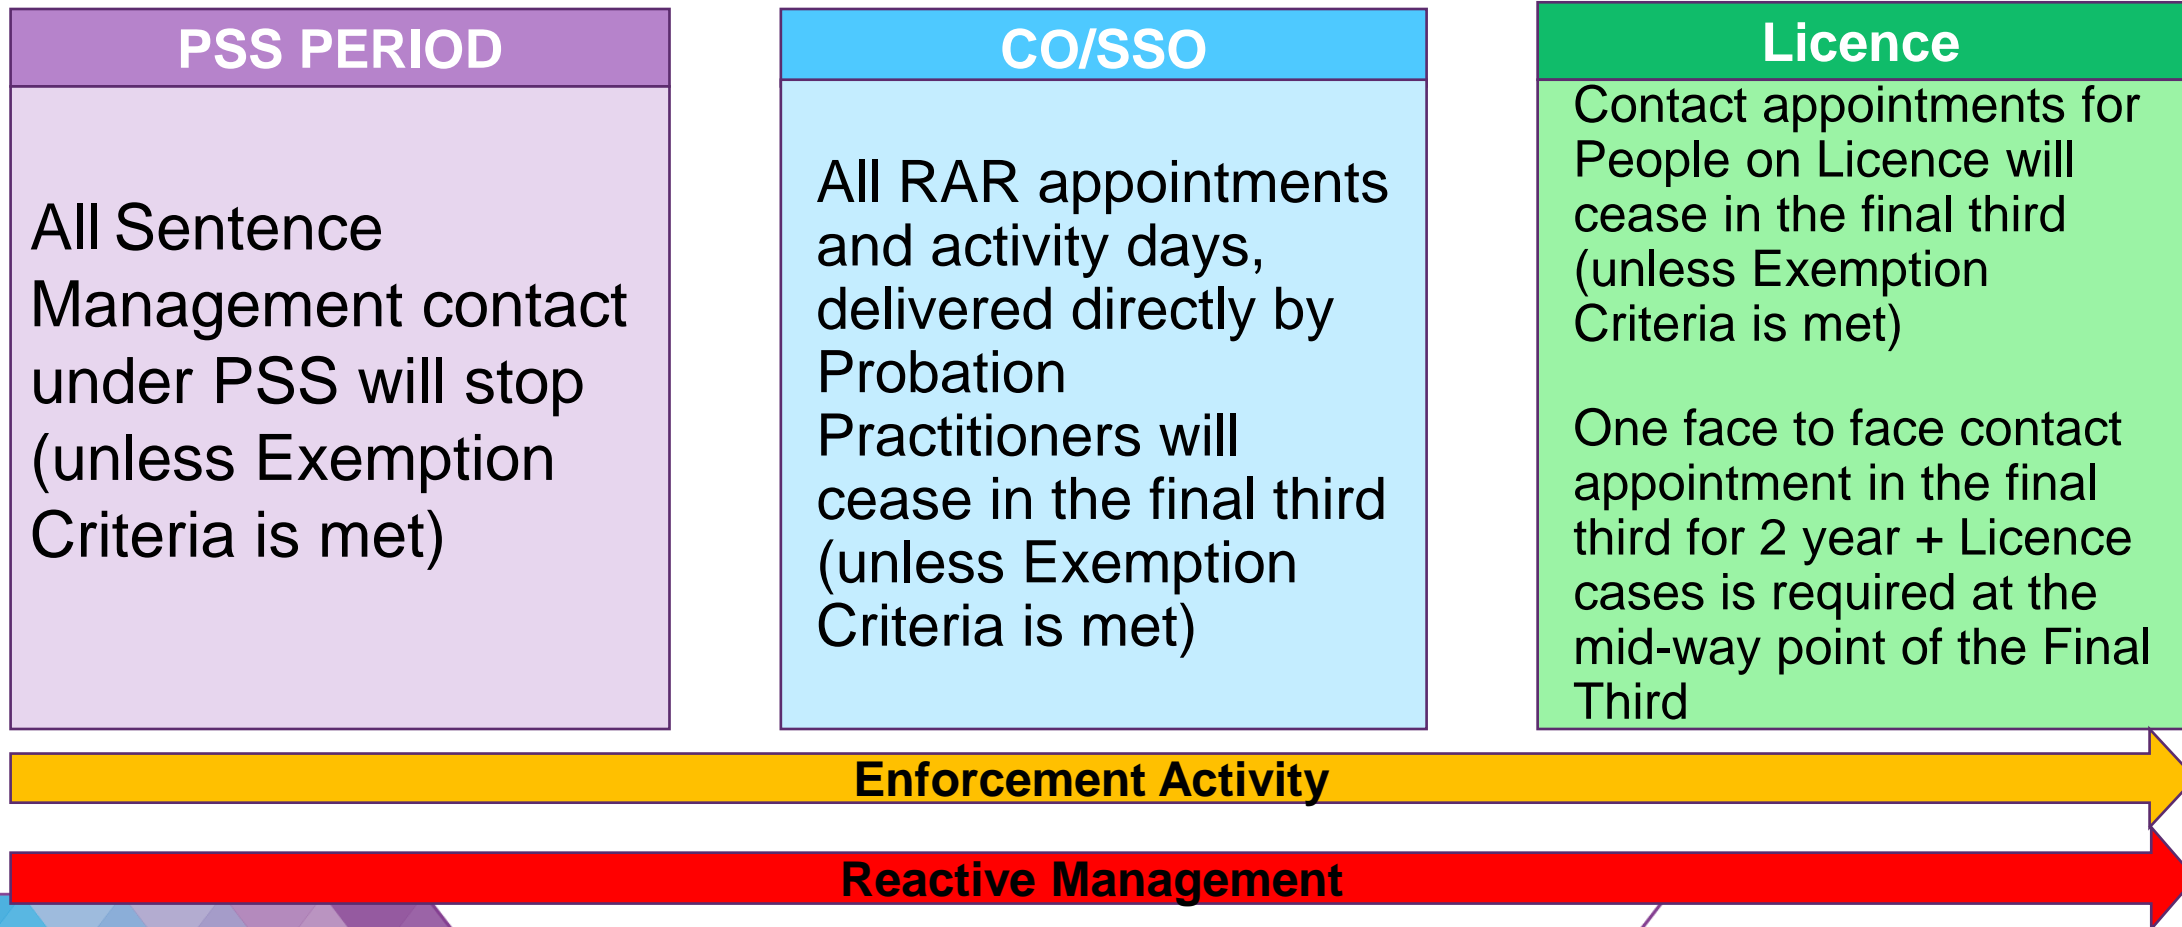 PSS PERIOD
All Sentence
Management contact
under PSS will stop
(unless Exemption
Criteria is met)
CO/SSO
All RAR appointments
and activity days,
delivered directly by
Probation
Practitioners will
cease in the final third
(unless Exemption
Criteria is met)
Licence
Contact appointments for
People on Licence will
cease in the final third
(unless Exemption
Criteria is met)
One face to face contact
appointment in the final
third for 2 year + Licence
cases is required at the
mid-way point of the Final
Third
Enforcement Activity
Reactive Management